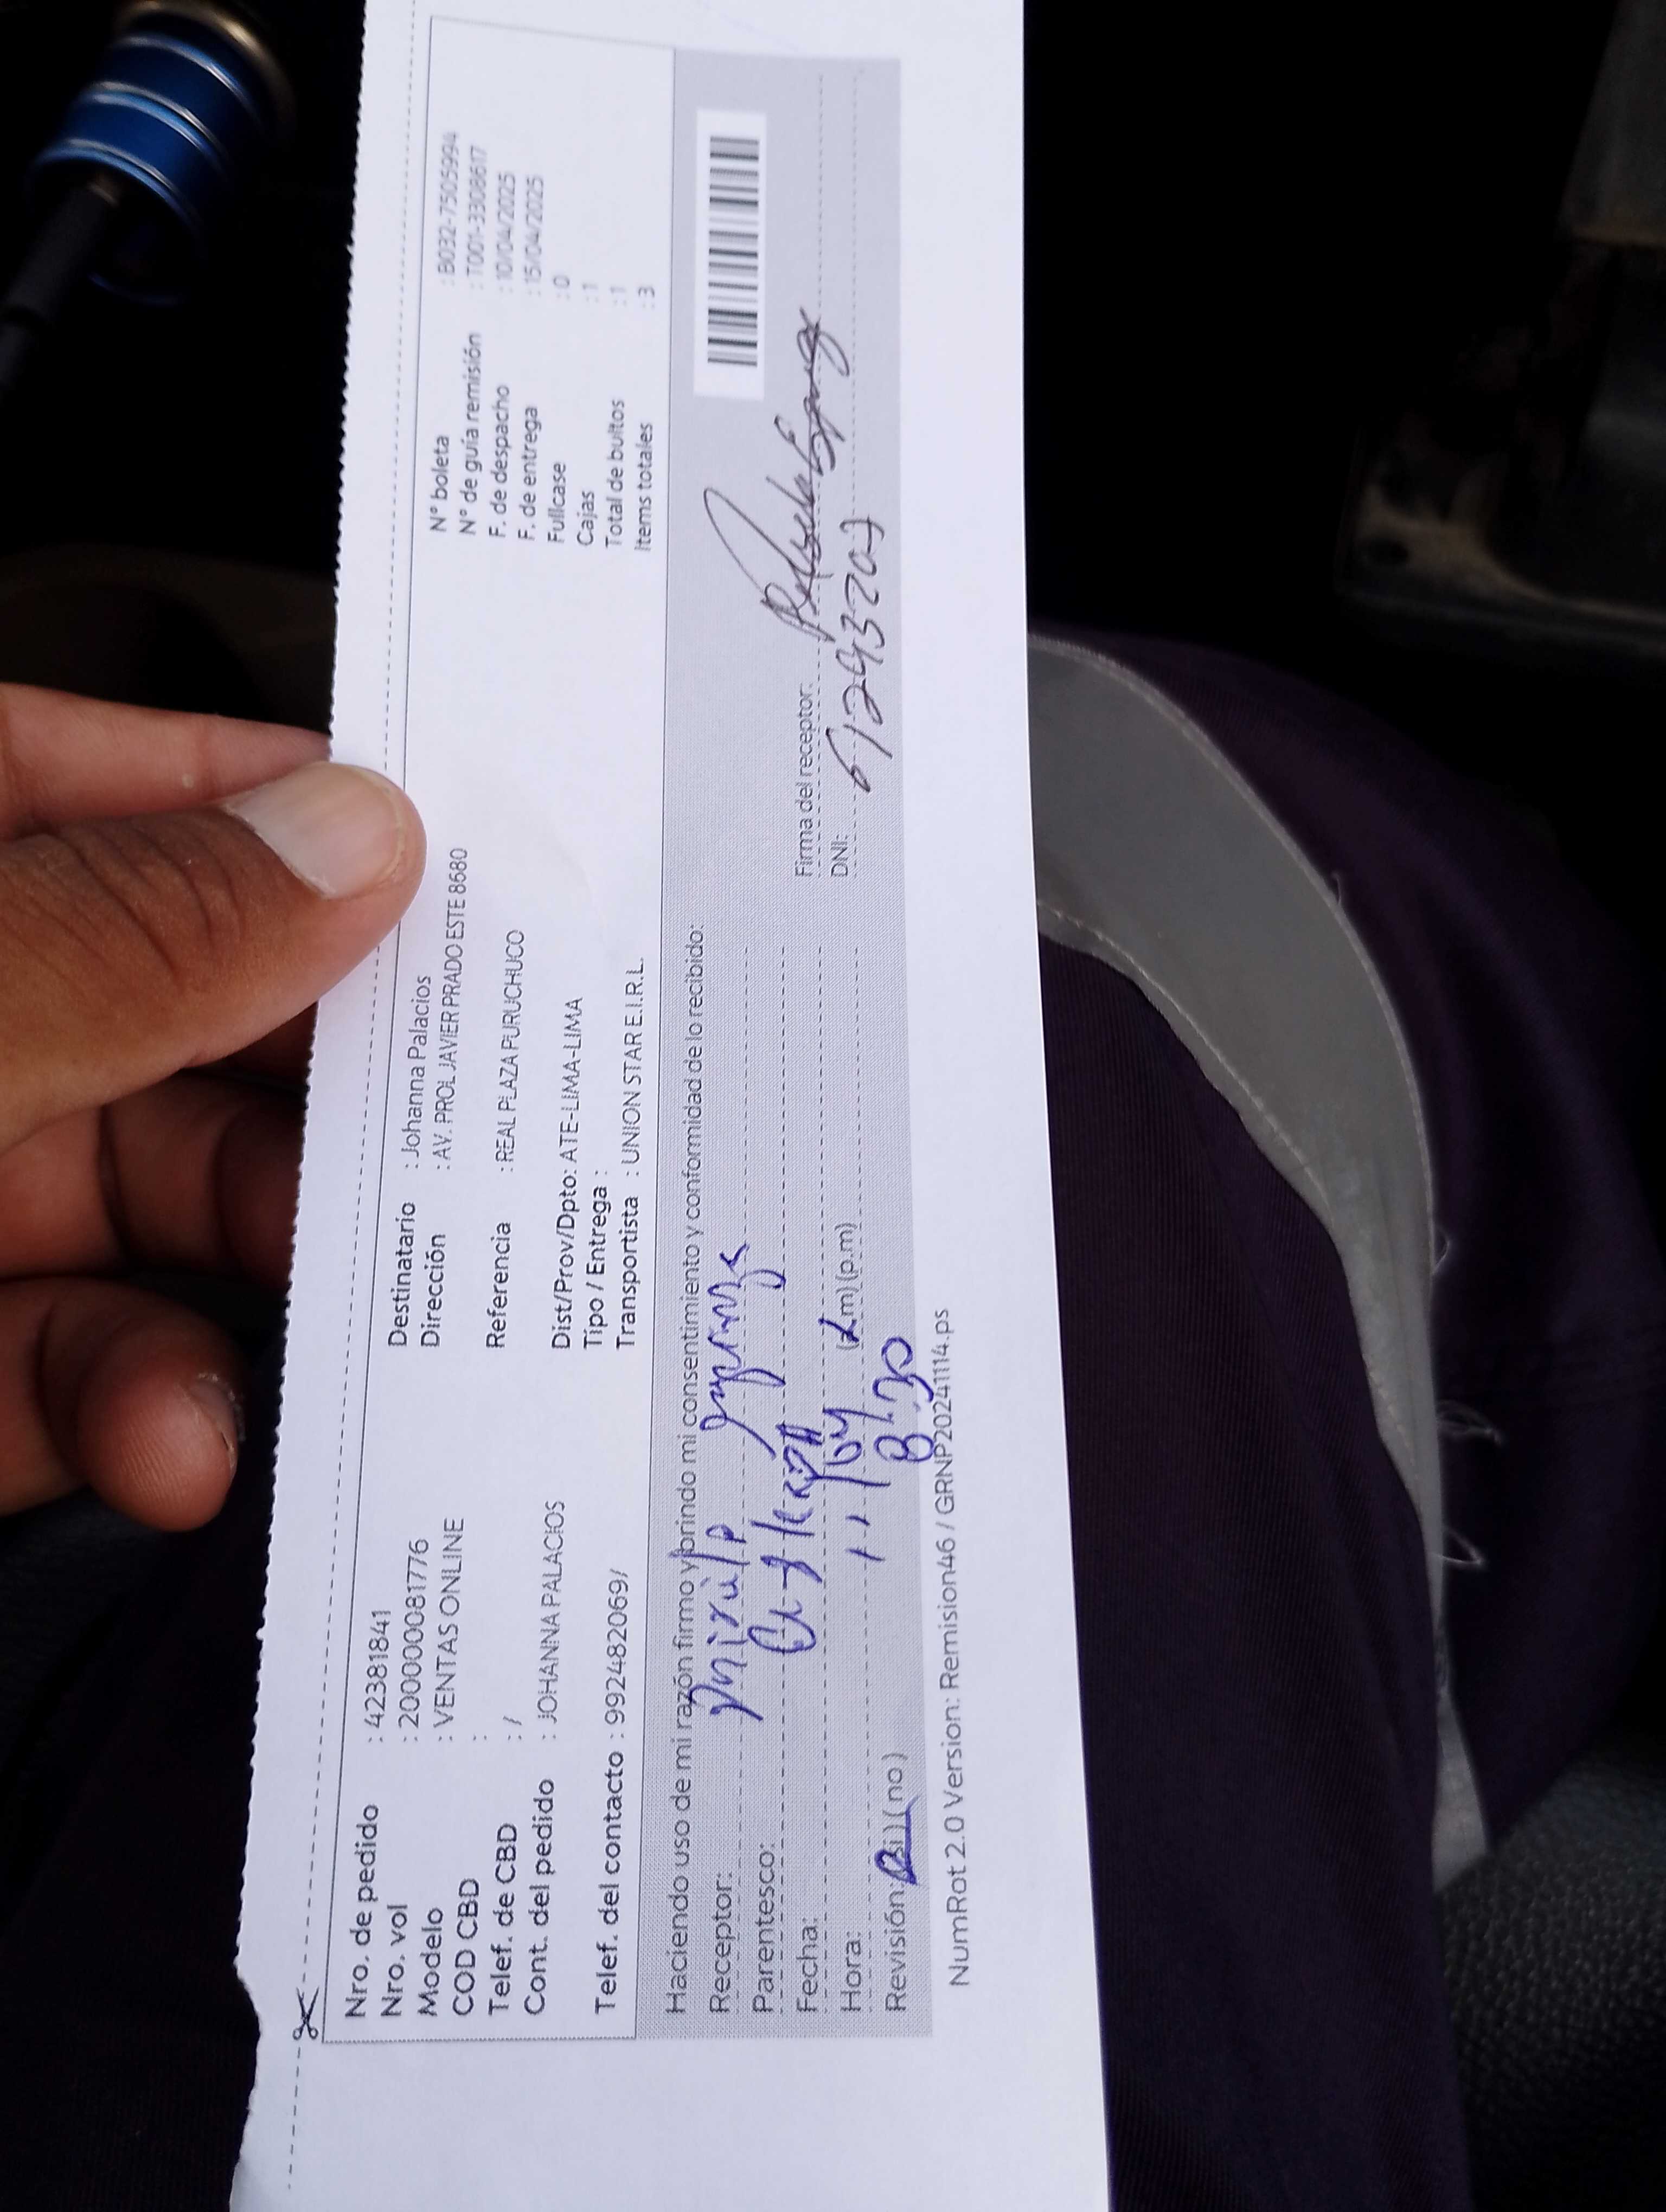 Nro. de pedido : 42381841
Nro. vol : 2000000081776
Modelo : VENTAS ONLINE
COD CBD :
Telef. de CBD : /
Cont. del pedido : JOHANNA PALACIOS
Telef. del contacto : 992482069/
Destinatario : Johanna Palacios
Dirección : AV. PROL JAVIER PRADO ESTE 8680
Referencia : REAL PLAZA PURUCHUCO
Dist/Prov/Dpto: ATE-LIMA-LIMA
Tipo / Entrega :
Transportista : UNION STAR E.I.R.L.
N° boleta : B032-7505994
N° de guía remisión : T001-3308617
F. de despacho : 10/04/2025
F. de entrega : 15/04/2025
Fullcase : 0
Cajas : 1
Total de bultos : 1
Items totales : 3
Haciendo uso de mi razón firmo y brindo mi consentimiento y conformidad de lo recibido:
Receptor:
Parentesco:
Fecha:
Hora: (a.m) (p.m)
Revisión: (si) (no)
Firma del receptor:
DNI:
NumRot 2.0 Version: Remision46 / GRNP20241114.ps